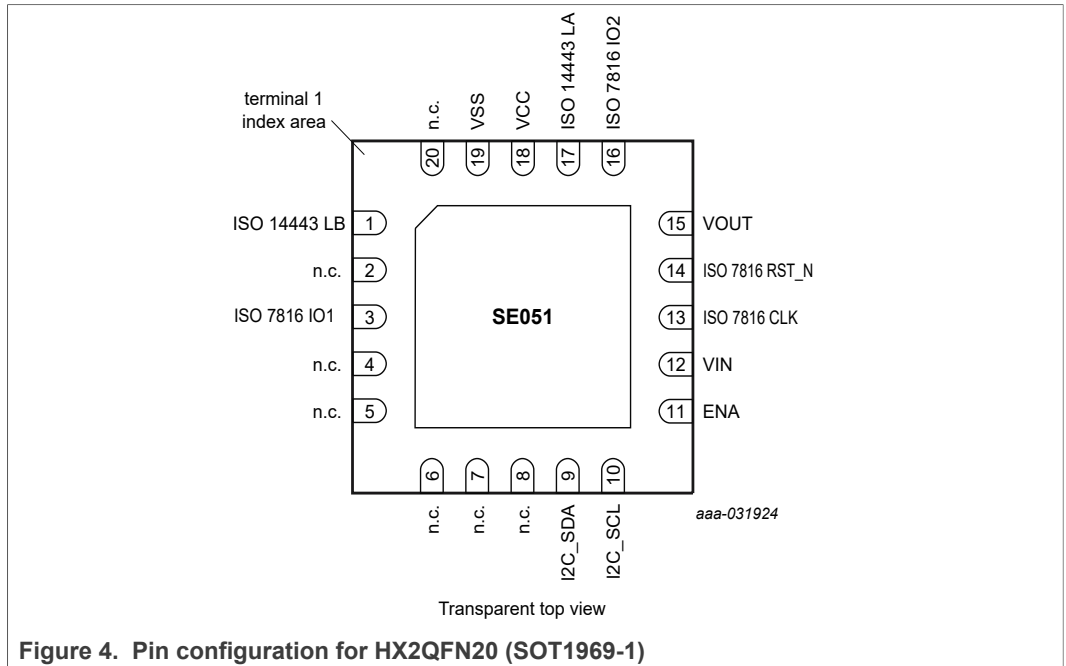 terminal 1
index area
n.c.
VSS
VCC
ISO 14443 LA
ISO 7816 IO2
20
19
18
17
16
ISO 14443 LB 1
n.c. 2
ISO 7816 IO1 3
n.c. 4
n.c. 5
SE051
15 VOUT
14 ISO 7816 RST_N
13 ISO 7816 CLK
12 VIN
11 ENA
6
7
8
9
10
n.c.
n.c.
n.c.
I2C_SDA
I2C_SCL
aaa-031924
Transparent top view
Figure 4. Pin configuration for HX2QFN20 (SOT1969-1)